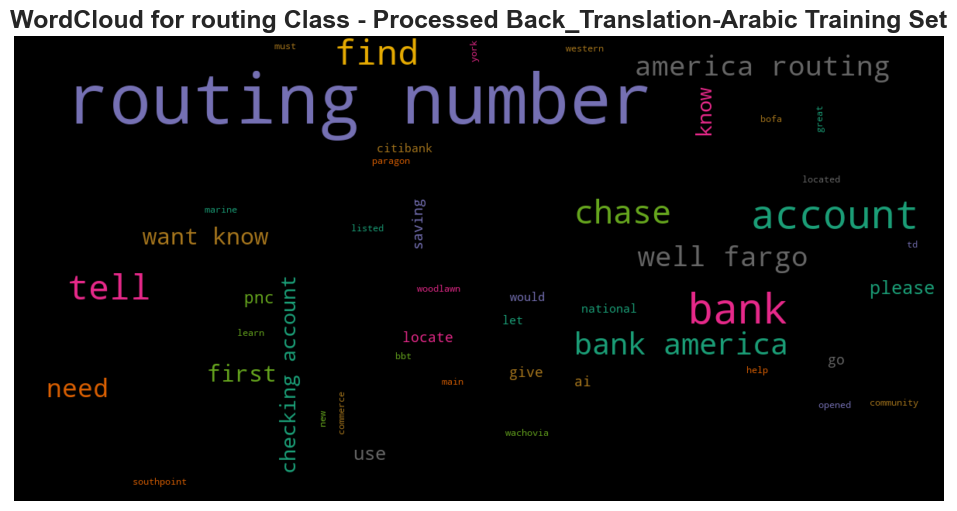 WordCloud for routing Class - Processed Back_Translation-Arabic Training Set
must
find
york
western
america routing
routing number
know
bofa
great
citibank
paragon
located
marine
saving
chase
account
listed
want know
td
well fargo
tell
pnc
woodlawn
would
please
checking account
bank
national
let
learn
locate
bank america
bbt
go
first
give
help
need
main
ai
new
commerce
opened
community
wachovia
use
southpoint